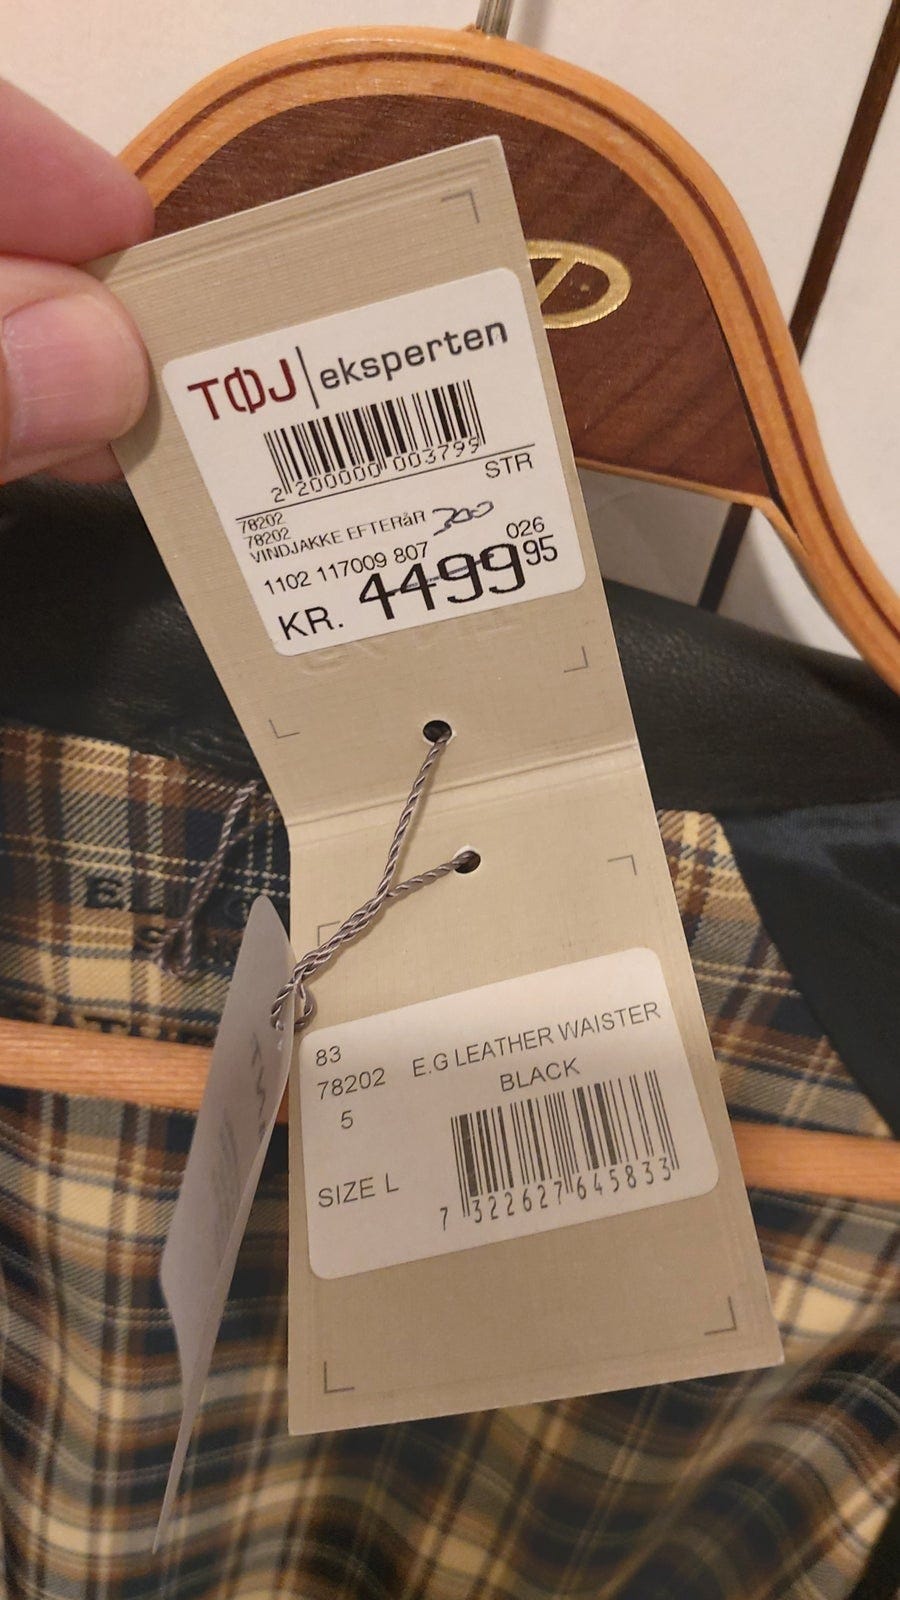 TØJ|eksperten
2 200000 003799
STR
78202
78202
VINDJAKKE EFTERåR 300
1102 117009 807 026
KR. 4499 95
83
78202 E.G LEATHER WAISTER
5 BLACK
SIZE L
7 322627 645833